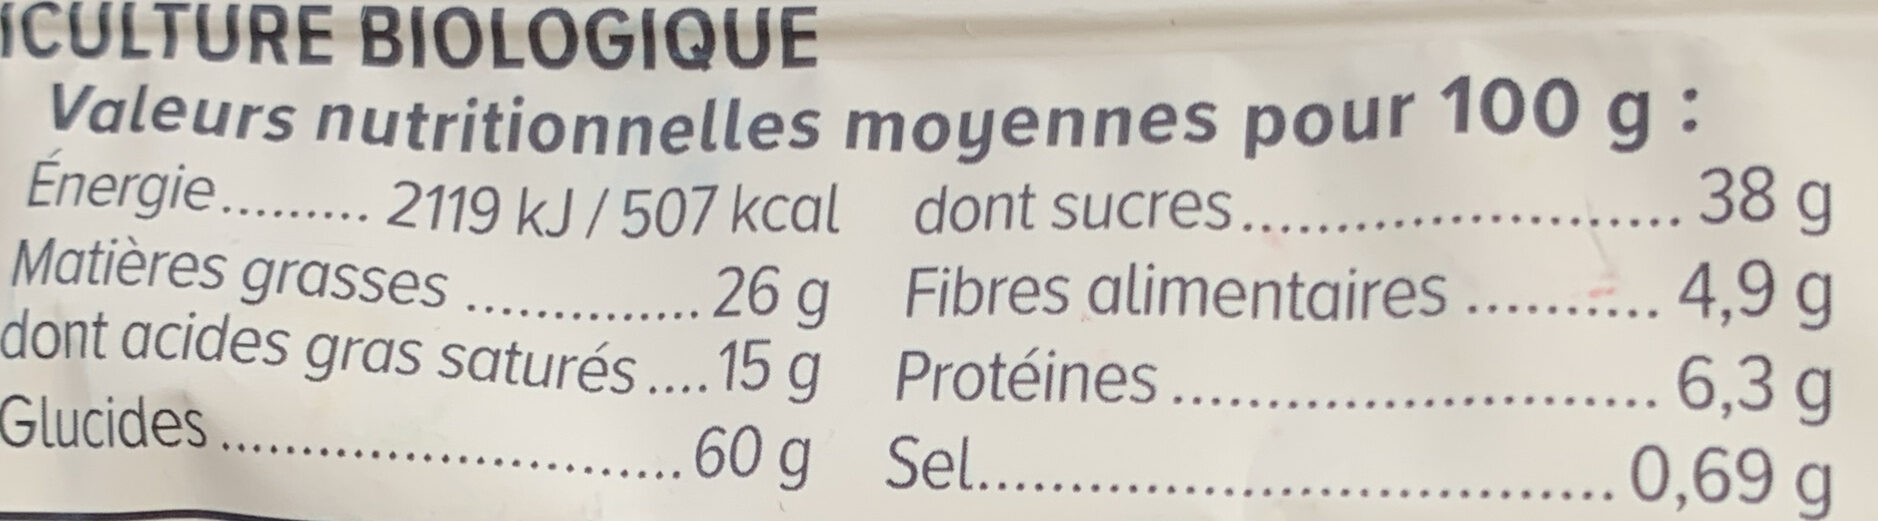 ICULTURE BIOLOGIQUE
Valeurs nutritionnelles moyennes pour 100 g :
Énergie......... 2119 kJ / 507 kcal
Matières grasses .............. 26 g
dont acides gras saturés .... 15 g
Glucides ............................ 60 g
dont sucres .......................... 38 g
Fibres alimentaires .......... 4,9 g
Protéines ............................ 6,3 g
Sel..................................... 0,69 g